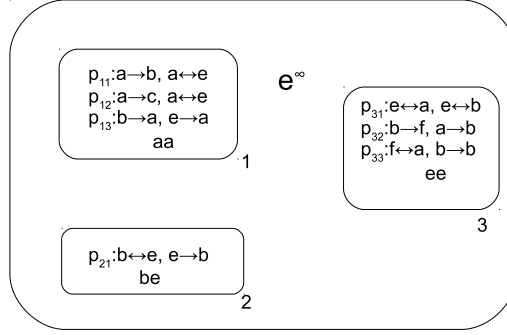 p₁₁:a→b, a↔e
p₁₂:a→c, a↔e
p₁₃:b→a, e→a
aa
1
e∞
p₃₁:e↔a, e↔b
p₃₂:b→f, a→b
p₃₃:f↔a, b→b
ee
3
p₂₁:b↔e, e→b
be
2